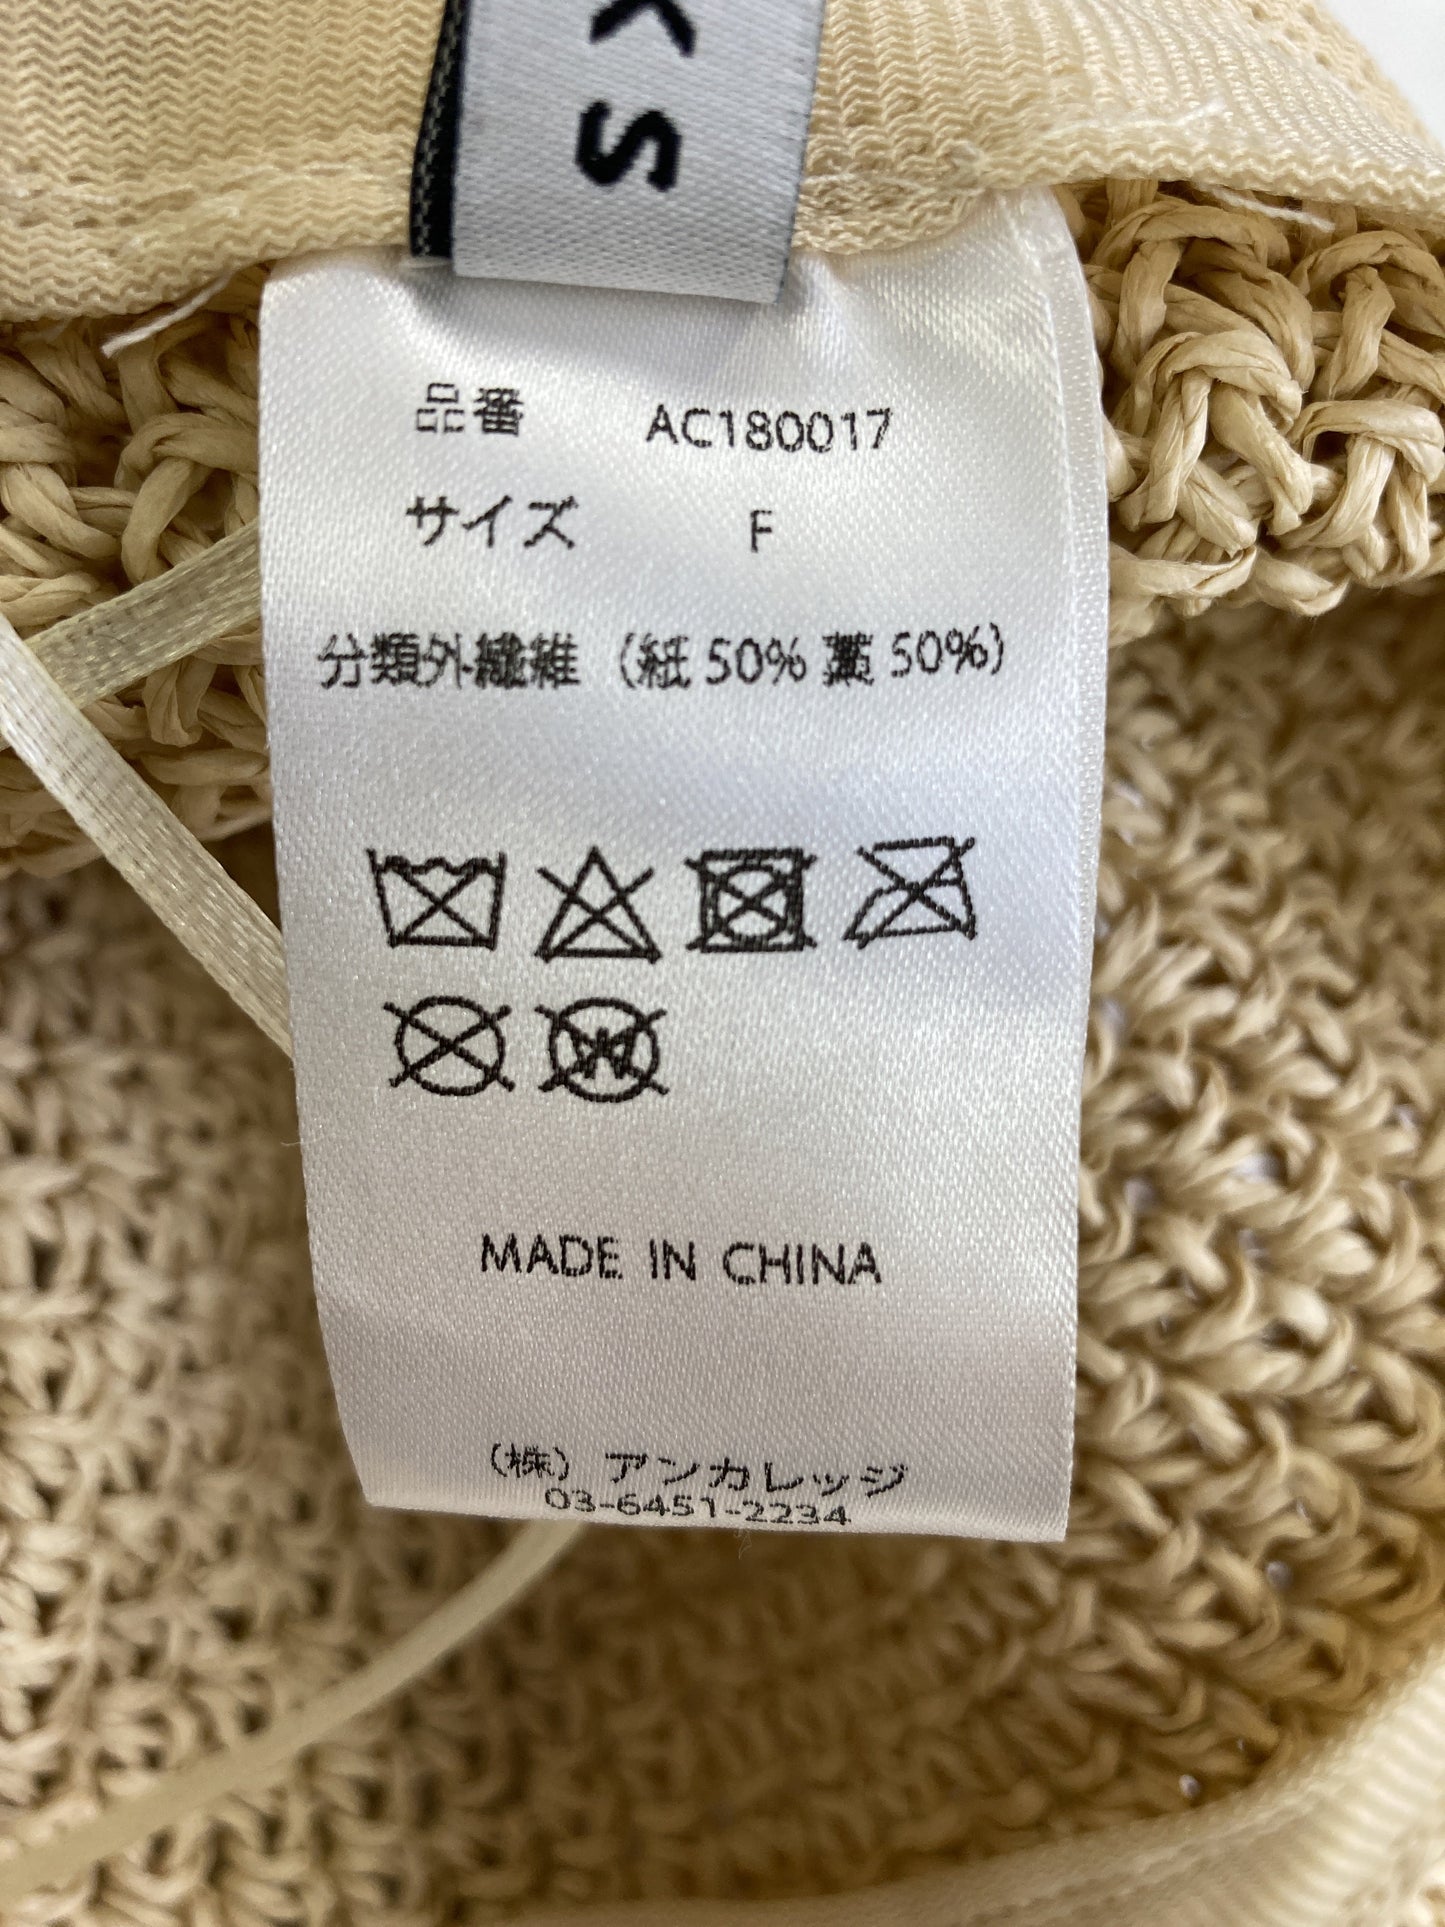 KS
品番 AC180017
サイズ F
分類外繊維 (紙 50% 藁 50%)
MADE IN CHINA
(株) アンカレッジ
03-6451-2234